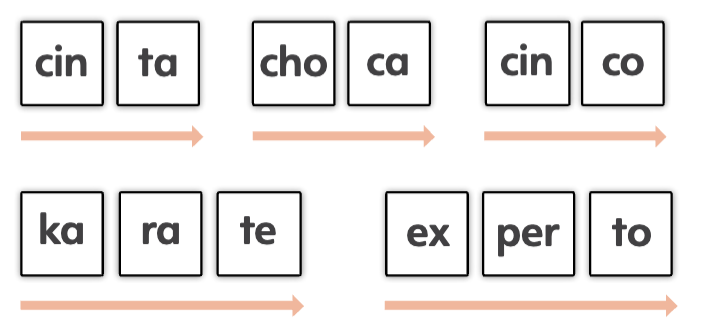 cin ta cho ca cin co
ka ra te ex per to